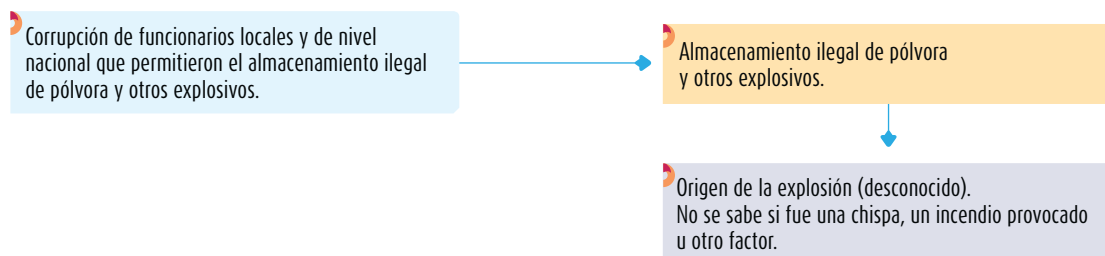 Corrupción de funcionarios locales y de nivel
nacional que permitieron el almacenamiento ilegal
de pólvora y otros explosivos.
Almacenamiento ilegal de pólvora
y otros explosivos.
Origen de la explosión (desconocido).
No se sabe si fue una chispa, un incendio provocado
u otro factor.